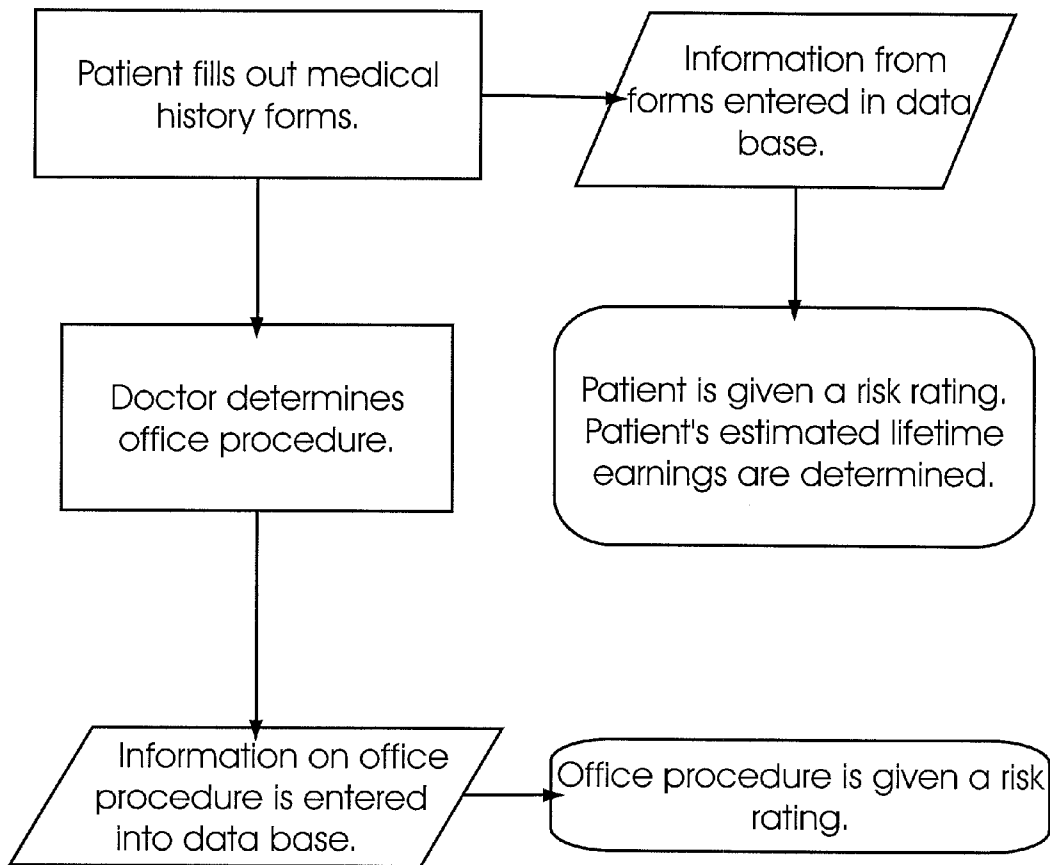 Patient fills out medical
history forms.
Information from
forms entered in data
base.
Doctor determines
office procedure.
Patient is given a risk rating.
Patient's estimated lifetime
earnings are determined.
Information on office
procedure is entered
into data base.
Office procedure is given a risk
rating.